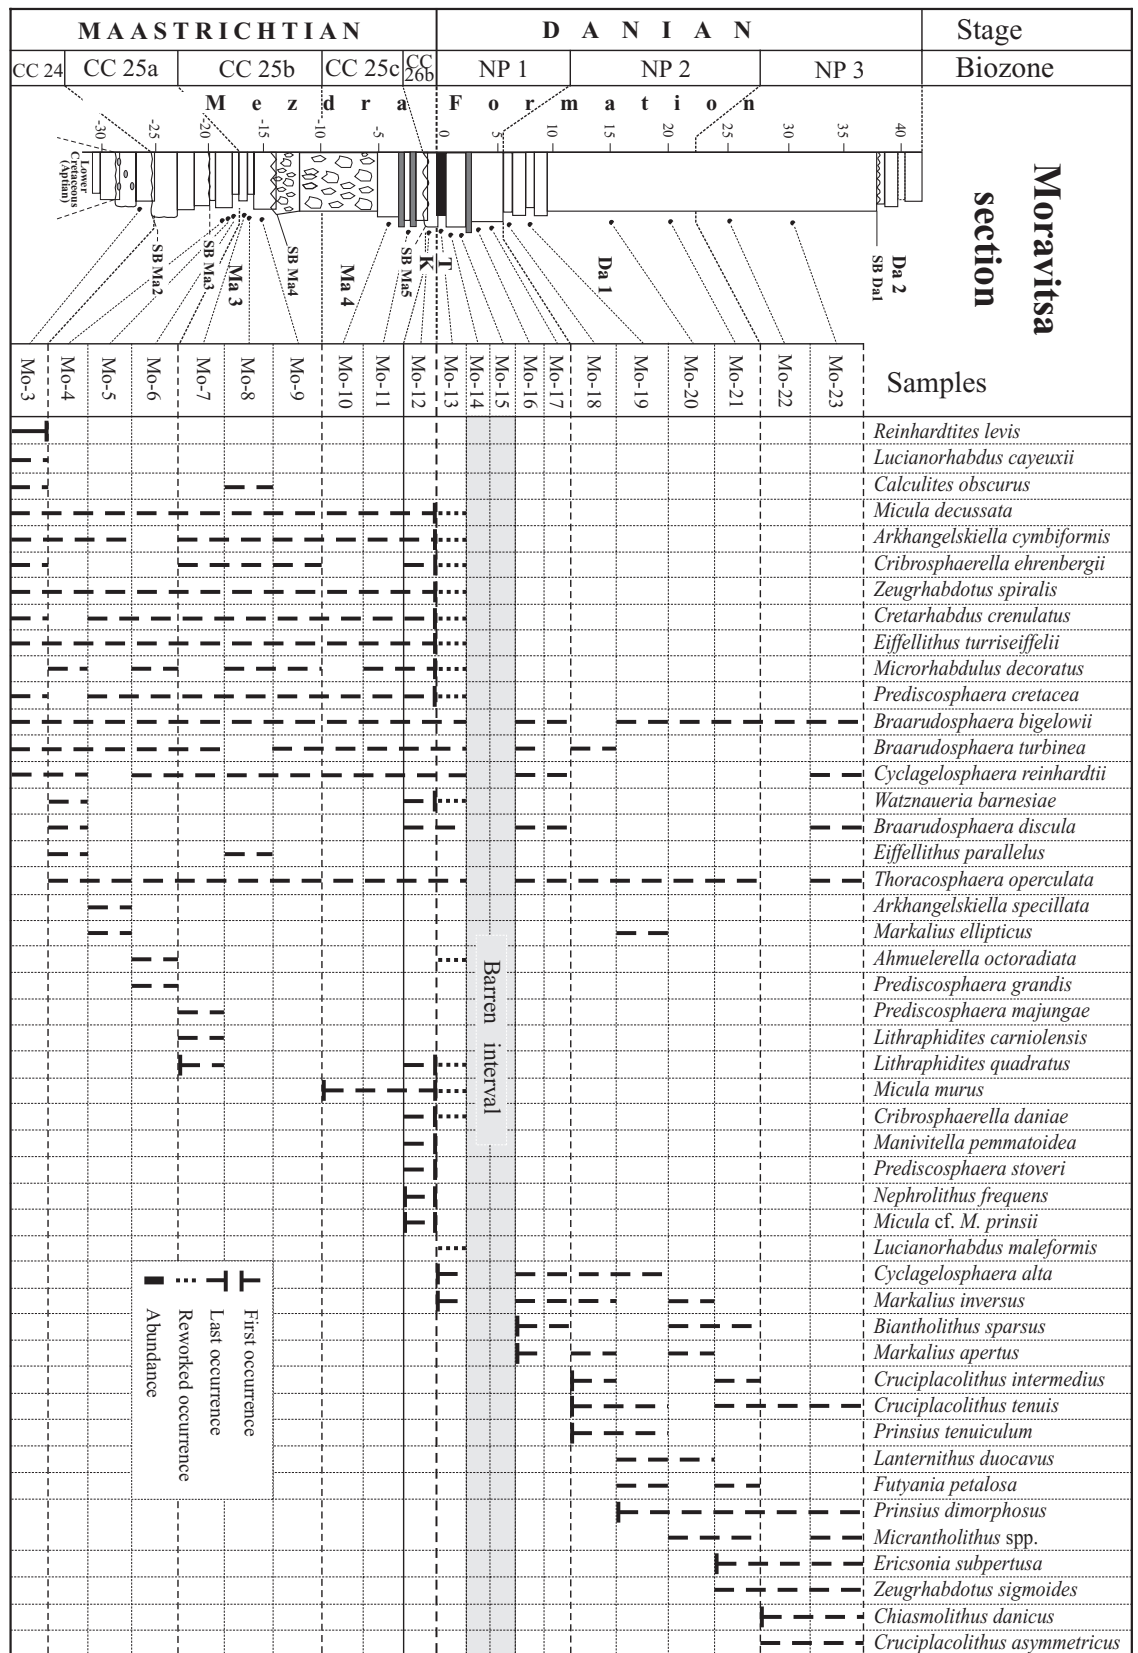 MAASTRICHTIAN
DANIAN
Stage
CC 24
CC 25a
CC 25b
CC 25c
CC 26b
NP 1
NP 2
NP 3
Biozone
Mezdra Formation
-30
-25
-20
-15
-10
-5
0
5
10
15
20
25
30
35
40
Lower
Cretaceous
(Aptian)
SB Ma2
SB Ma3
Ma 3
SB Ma4
Ma 4
SB Ma5
K
T
Da 1
SB Da1
Da 2
Moravitsa
section
Mo-3
Mo-4
Mo-5
Mo-6
Mo-7
Mo-8
Mo-9
Mo-10
Mo-11
Mo-12
Mo-13
Mo-14
Mo-15
Mo-16
Mo-17
Mo-18
Mo-19
Mo-20
Mo-21
Mo-22
Mo-23
Samples
Reinhardtites levis
Lucianorhabdus cayeuxii
Calculites obscurus
Micula decussata
Arkhangelskiella cymbiformis
Cribrosphaerella ehrenbergii
Zeugrhabdotus spiralis
Cretarhabdus crenulatus
Eiffellithus turriseiffelii
Microrhabdulus decoratus
Prediscosphaera cretacea
Braarudosphaera bigelowii
Braarudosphaera turbinea
Cyclagelosphaera reinhardtii
Watznaueria barnesiae
Braarudosphaera discula
Eiffellithus parallelus
Thoracosphaera operculata
Arkhangelskiella specillata
Markalius ellipticus
Ahmuelerella octoradiata
Prediscosphaera grandis
Prediscosphaera majungae
Lithraphidites carniolensis
Lithraphidites quadratus
Micula murus
Cribrosphaerella daniae
Manivitella pemmatoidea
Prediscosphaera stoveri
Nephrolithus frequens
Micula cf. M. prinsii
Lucianorhabdus maleformis
Cyclagelosphaera alta
Markalius inversus
Biantholithus sparsus
Markalius apertus
Cruciplacolithus intermedius
Cruciplacolithus tenuis
Prinsius tenuiculum
Lanternithus duocavus
Futyania petalosa
Prinsius dimorphosus
Micrantholithus spp.
Ericsonia subpertusa
Zeugrhabdotus sigmoides
Chiasmolithus danicus
Cruciplacolithus asymmetricus
Barren interval
First occurrence
Last occurrence
Reworked occurrence
Abundance